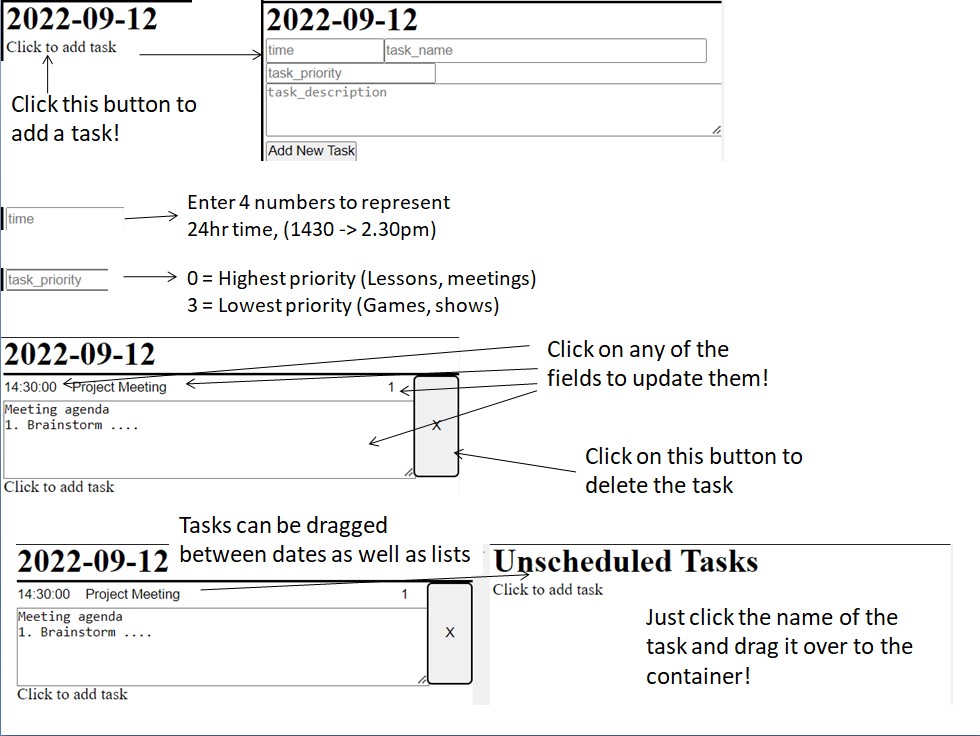 2022-09-12
Click to add task
Click this button to
add a task!
2022-09-12
time task_name
task_priority
task_description
Add New Task
time
Enter 4 numbers to represent
24hr time, (1430 -> 2.30pm)
task_priority
0 = Highest priority (Lessons, meetings)
3 = Lowest priority (Games, shows)
2022-09-12
14:30:00 Project Meeting 1
Meeting agenda
1. Brainstorm ....
X
Click to add task
Click on any of the
fields to update them!
Click on this button to
delete the task
Tasks can be dragged
between dates as well as lists
2022-09-12
14:30:00 Project Meeting 1
Meeting agenda
1. Brainstorm ....
X
Click to add task
Unscheduled Tasks
Click to add task
Just click the name of the
task and drag it over to the
container!